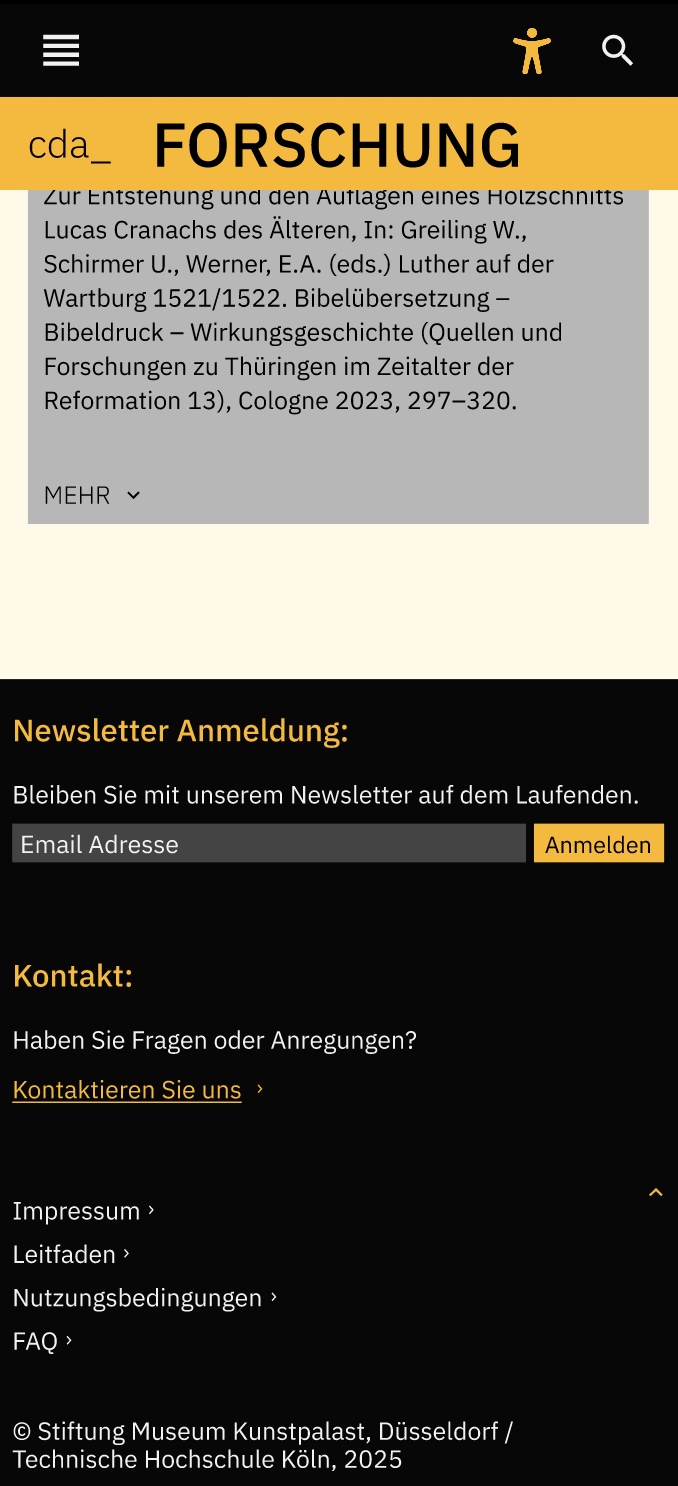 cda_ FORSCHUNG
Zur Entstehung und den Auflagen eines Holzschnitts
Lucas Cranachs des Älteren, In: Greiling W.,
Schirmer U., Werner, E.A. (eds.) Luther auf der
Wartburg 1521/1522. Bibelübersetzung –
Bibeldruck – Wirkungsgeschichte (Quellen und
Forschungen zu Thüringen im Zeitalter der
Reformation 13), Cologne 2023, 297–320.
MEHR
Newsletter Anmeldung:
Bleiben Sie mit unserem Newsletter auf dem Laufenden.
Email Adresse Anmelden
Kontakt:
Haben Sie Fragen oder Anregungen?
Kontaktieren Sie uns ›
Impressum ›
Leitfaden ›
Nutzungsbedingungen ›
FAQ ›
© Stiftung Museum Kunstpalast, Düsseldorf /
Technische Hochschule Köln, 2025